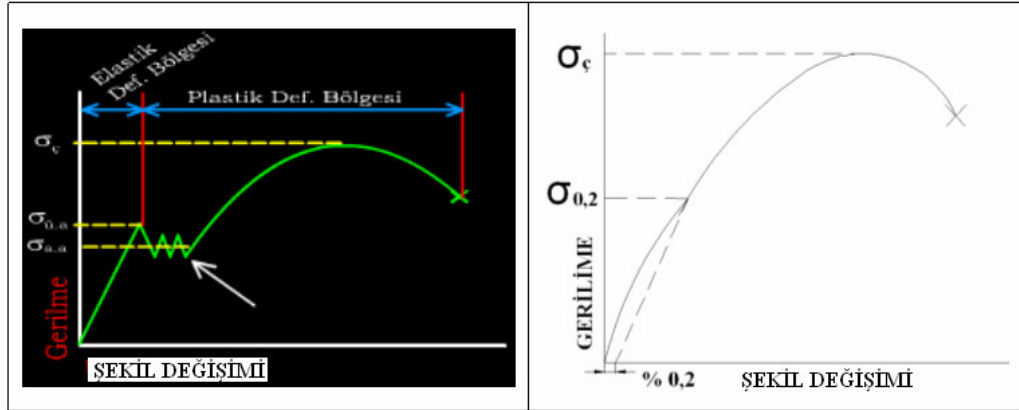 Elastik
Def. Bölgesi
Plastik Def. Bölgesi
σç
σü.a
σa.a
Gerilme
ŞEKİL DEĞİŞİMİ
σç
σ0,2
GERİLİME
% 0,2
ŞEKİL DEĞİŞİMİ